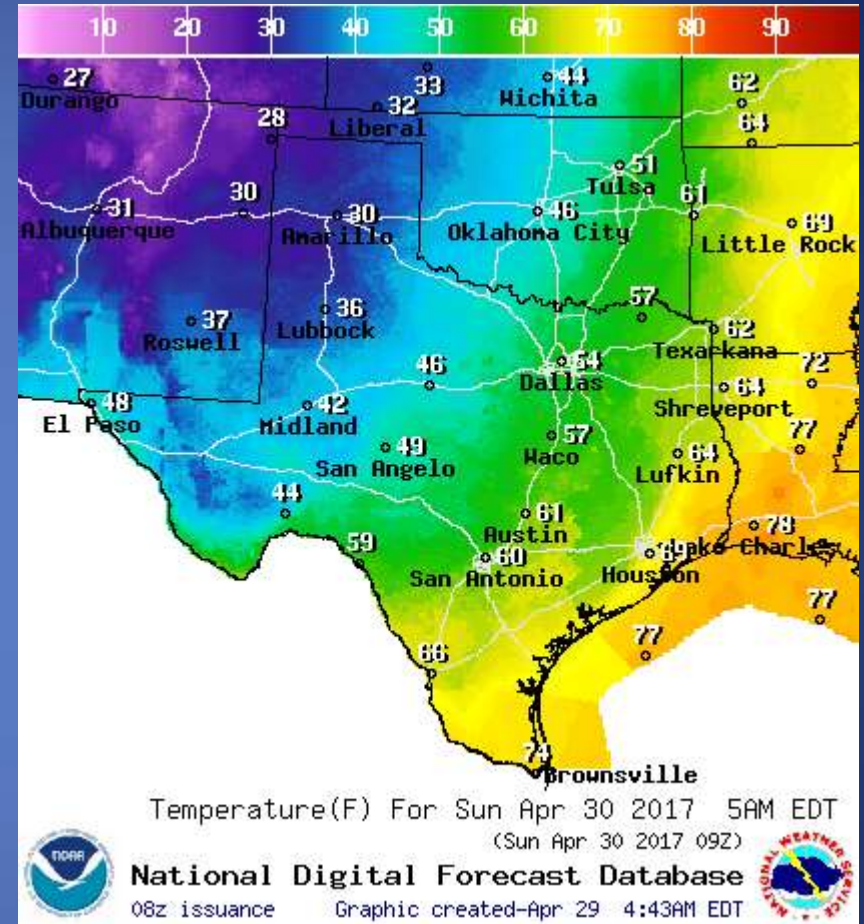 10 20 30 40 50 60 70 80 90
27
Durango
33
32
Liberal
44
Wichita
62
64
28
51
Tulsa
31
Albuquerque
30
30
Amarillo
46
Oklahoma City
61
69
Little Rock
37
Roswell
36
Lubbock
57
62
Texarkana
54
Dallas
46
72
64
Shreveport
48
El Paso
42
Midland
49
San Angelo
57
Waco
77
64
Lufkin
44
61
Austin
78
Lake Charles
59
60
San Antonio
69
Houston
77
77
66
74
Brownsville
Temperature(F) For Sun Apr 30 2017 5AM EDT
(Sun Apr 30 2017 09Z)
National Digital Forecast Database
08z issuance Graphic created-Apr 29 4:43AM EDT
NOAA
NATIONAL WEATHER SERVICE